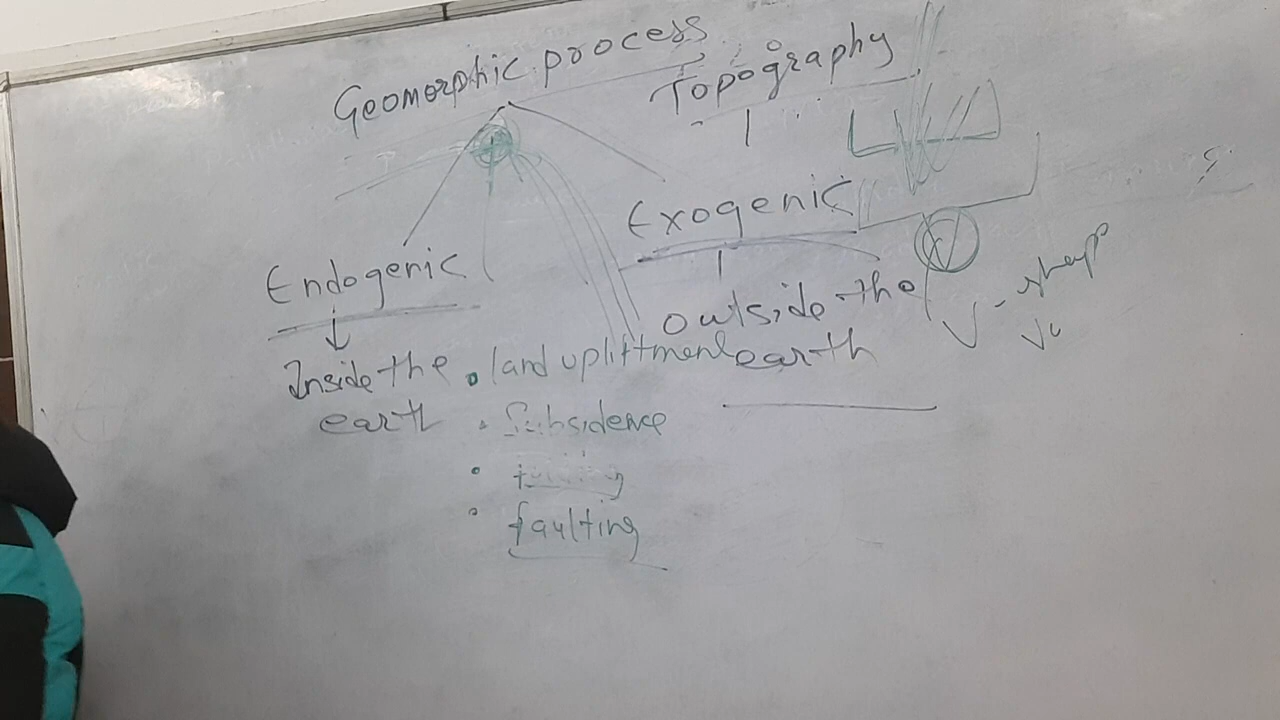 Geomorphic process
Topography
Exogenic
Endogenic
outside the
earth
V - shape
Inside the
earth
• land upliftment
• Subsidence
• faulting